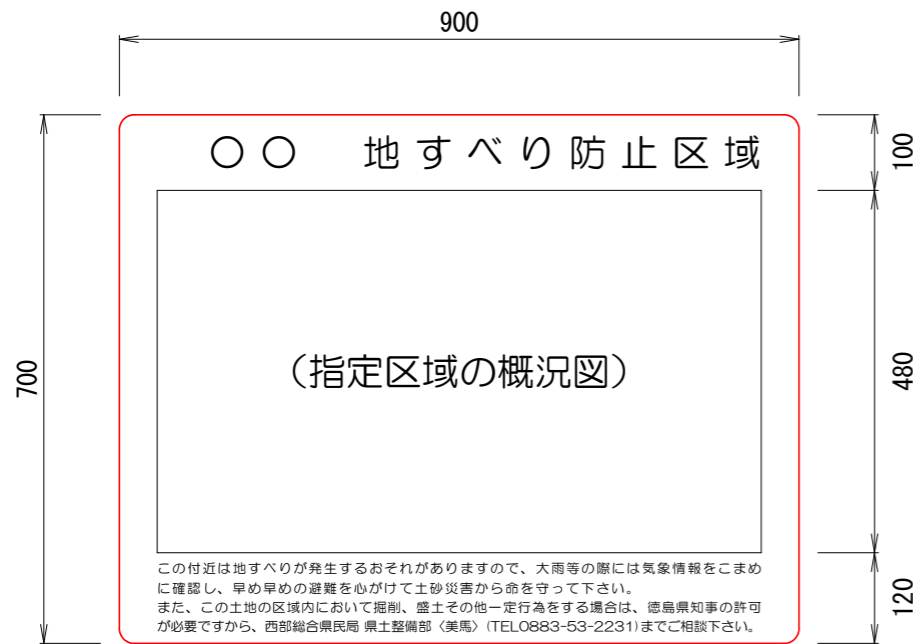 900
○○ 地すべり防止区域
100
700
(指定区域の概況図)
480
この付近は地すべりが発生するおそれがありますので、大雨等の際には気象情報をこまめ
に確認し、早め早めの避難を心がけて土砂災害から命を守って下さい。
また、この土地の区域内において掘削、盛土その他一定行為をする場合は、徳島県知事の許可
が必要ですから、西部総合県民局 県土整備部〈美馬〉(TEL0883-53-2231)までご相談下さい。
120